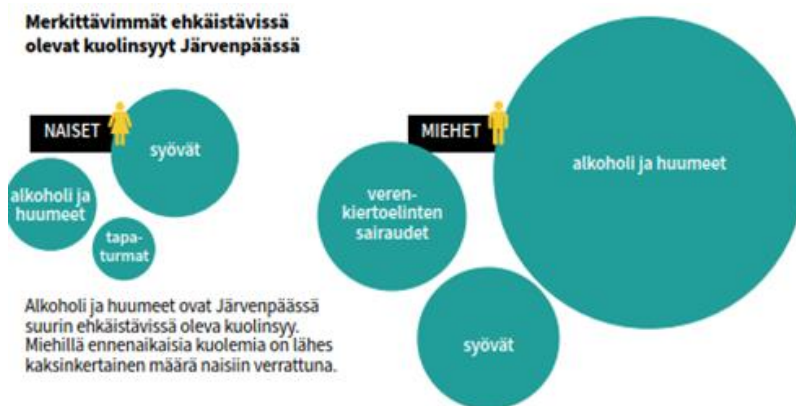 Merkittävimmät ehkäistävissä
olevat kuolinsyyt Järvenpäässä
NAISET
syövät
alkoholi ja
huumeet
tapa-
turmat
MIEHET
alkoholi ja huumeet
veren-
kiertoelinten
sairaudet
syövät
Alkoholi ja huumeet ovat Järvenpäässä
suurin ehkäistävissä oleva kuolinsyy.
Miehillä ennenaikaisia kuolemia on lähes
kaksinkertainen määrä naisiin verrattuna.